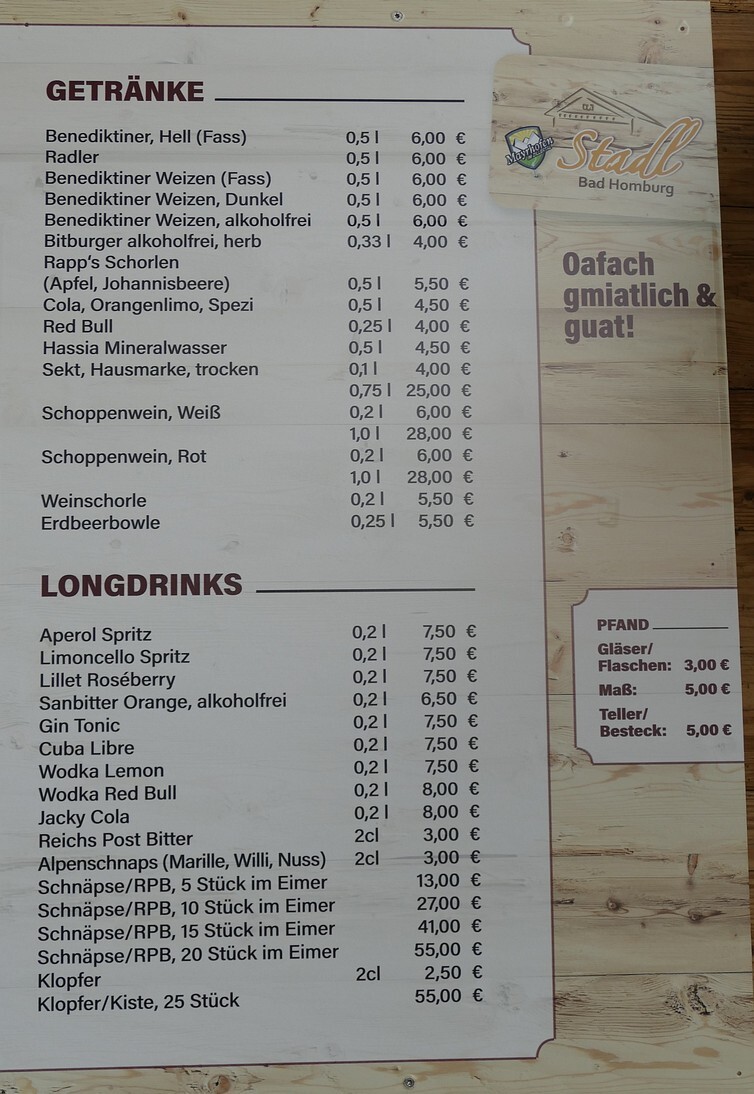 GETRÄNKE
Benediktiner, Hell (Fass) 0,5 l 6,00 €
Radler 0,5 l 6,00 €
Benediktiner Weizen (Fass) 0,5 l 6,00 €
Benediktiner Weizen, Dunkel 0,5 l 6,00 €
Benediktiner Weizen, alkoholfrei 0,5 l 6,00 €
Bitburger alkoholfrei, herb 0,33 l 4,00 €
Rapp's Schorlen
(Apfel, Johannisbeere) 0,5 l 5,50 €
Cola, Orangenlimo, Spezi 0,5 l 4,50 €
Red Bull 0,25 l 4,00 €
Hassia Mineralwasser 0,5 l 4,50 €
Sekt, Hausmarke, trocken 0,1 l 4,00 €
0,75 l 25,00 €
Schoppenwein, Weiß 0,2 l 6,00 €
1,0 l 28,00 €
Schoppenwein, Rot 0,2 l 6,00 €
1,0 l 28,00 €
Weinschorle 0,2 l 5,50 €
Erdbeerbowle 0,25 l 5,50 €
LONGDRINKS
Aperol Spritz 0,2 l 7,50 €
Limoncello Spritz 0,2 l 7,50 €
Lillet Roséberry 0,2 l 7,50 €
Sanbitter Orange, alkoholfrei 0,2 l 6,50 €
Gin Tonic 0,2 l 7,50 €
Cuba Libre 0,2 l 7,50 €
Wodka Lemon 0,2 l 7,50 €
Wodka Red Bull 0,2 l 8,00 €
Jacky Cola 0,2 l 8,00 €
Reichs Post Bitter 2cl 3,00 €
Alpenschnaps (Marille, Willi, Nuss) 2cl 3,00 €
Schnäpse/RPB, 5 Stück im Eimer 13,00 €
Schnäpse/RPB, 10 Stück im Eimer 27,00 €
Schnäpse/RPB, 15 Stück im Eimer 41,00 €
Schnäpse/RPB, 20 Stück im Eimer 55,00 €
Klopfer 2cl 2,50 €
Klopfer/Kiste, 25 Stück 55,00 €
Mayrhofen
Stadl
Bad Homburg
Oafach
gmiatlich &
guat!
PFAND
Gläser/
Flaschen: 3,00 €
Maß: 5,00 €
Teller/
Besteck: 5,00 €